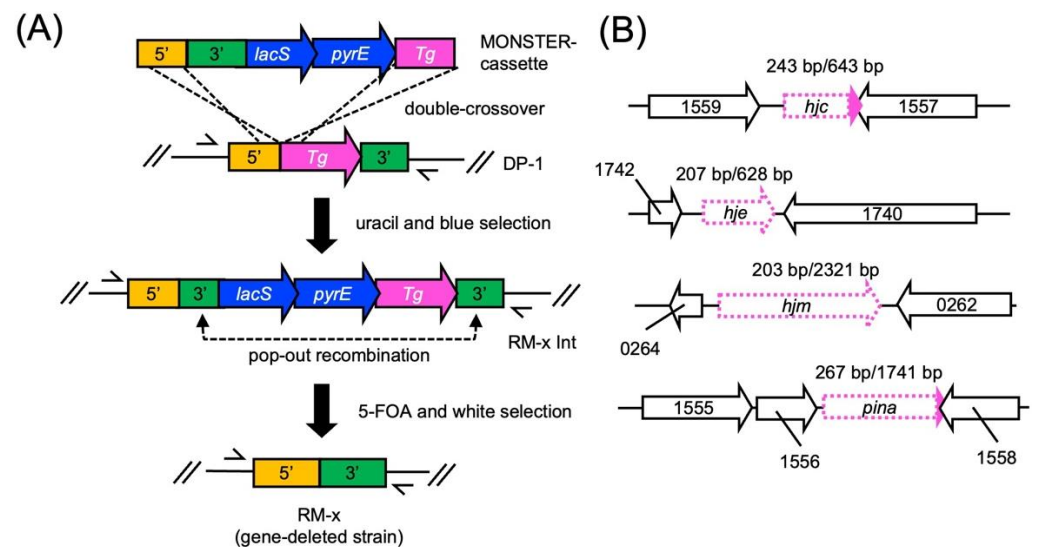 (A)
5’ 3’ lacS pyrE Tg
MONSTER-
cassette
double-crossover
5’ Tg 3’
DP-1
uracil and blue selection
5’ 3’ lacS pyrE Tg 3’
RM-x Int
pop-out recombination
5-FOA and white selection
5’ 3’
RM-x
(gene-deleted strain)
(B)
243 bp/643 bp
1559 hjc 1557
1742 207 bp/628 bp
hje 1740
203 bp/2321 bp
hjm 0262
0264
267 bp/1741 bp
1555 pina
1556 1558